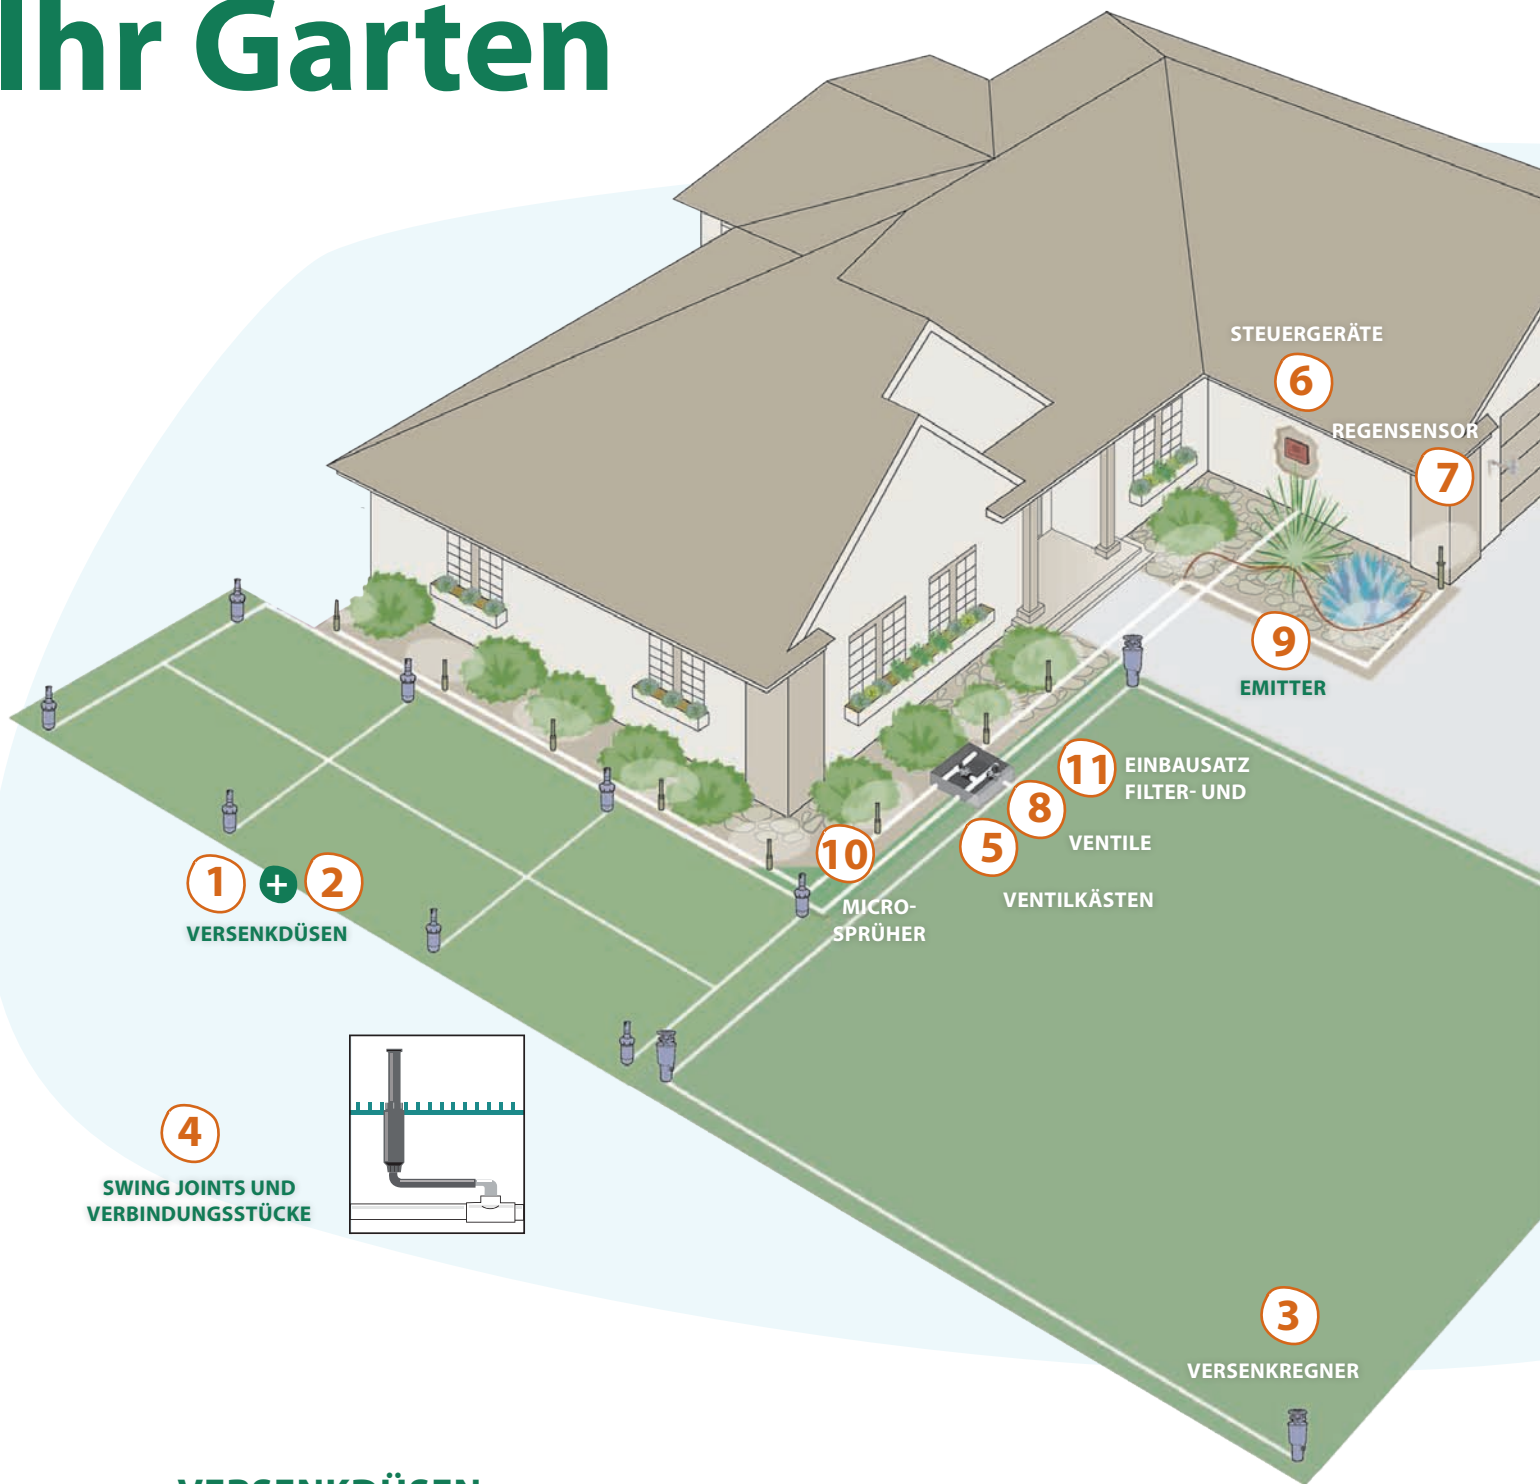 Ihr Garten
STEUERGERÄTE
6
REGENSENSOR
7
9
EMITTER
11
EINBAUSATZ
FILTER- UND
8
VENTILE
5
VENTILKÄSTEN
10
MICRO-
SPRÜHER
1 + 2
VERSENKDÜSEN
4
SWING JOINTS UND
VERBINDUNGSSTÜCKE
3
VERSENKREGNER
VERSENKDÜSEN